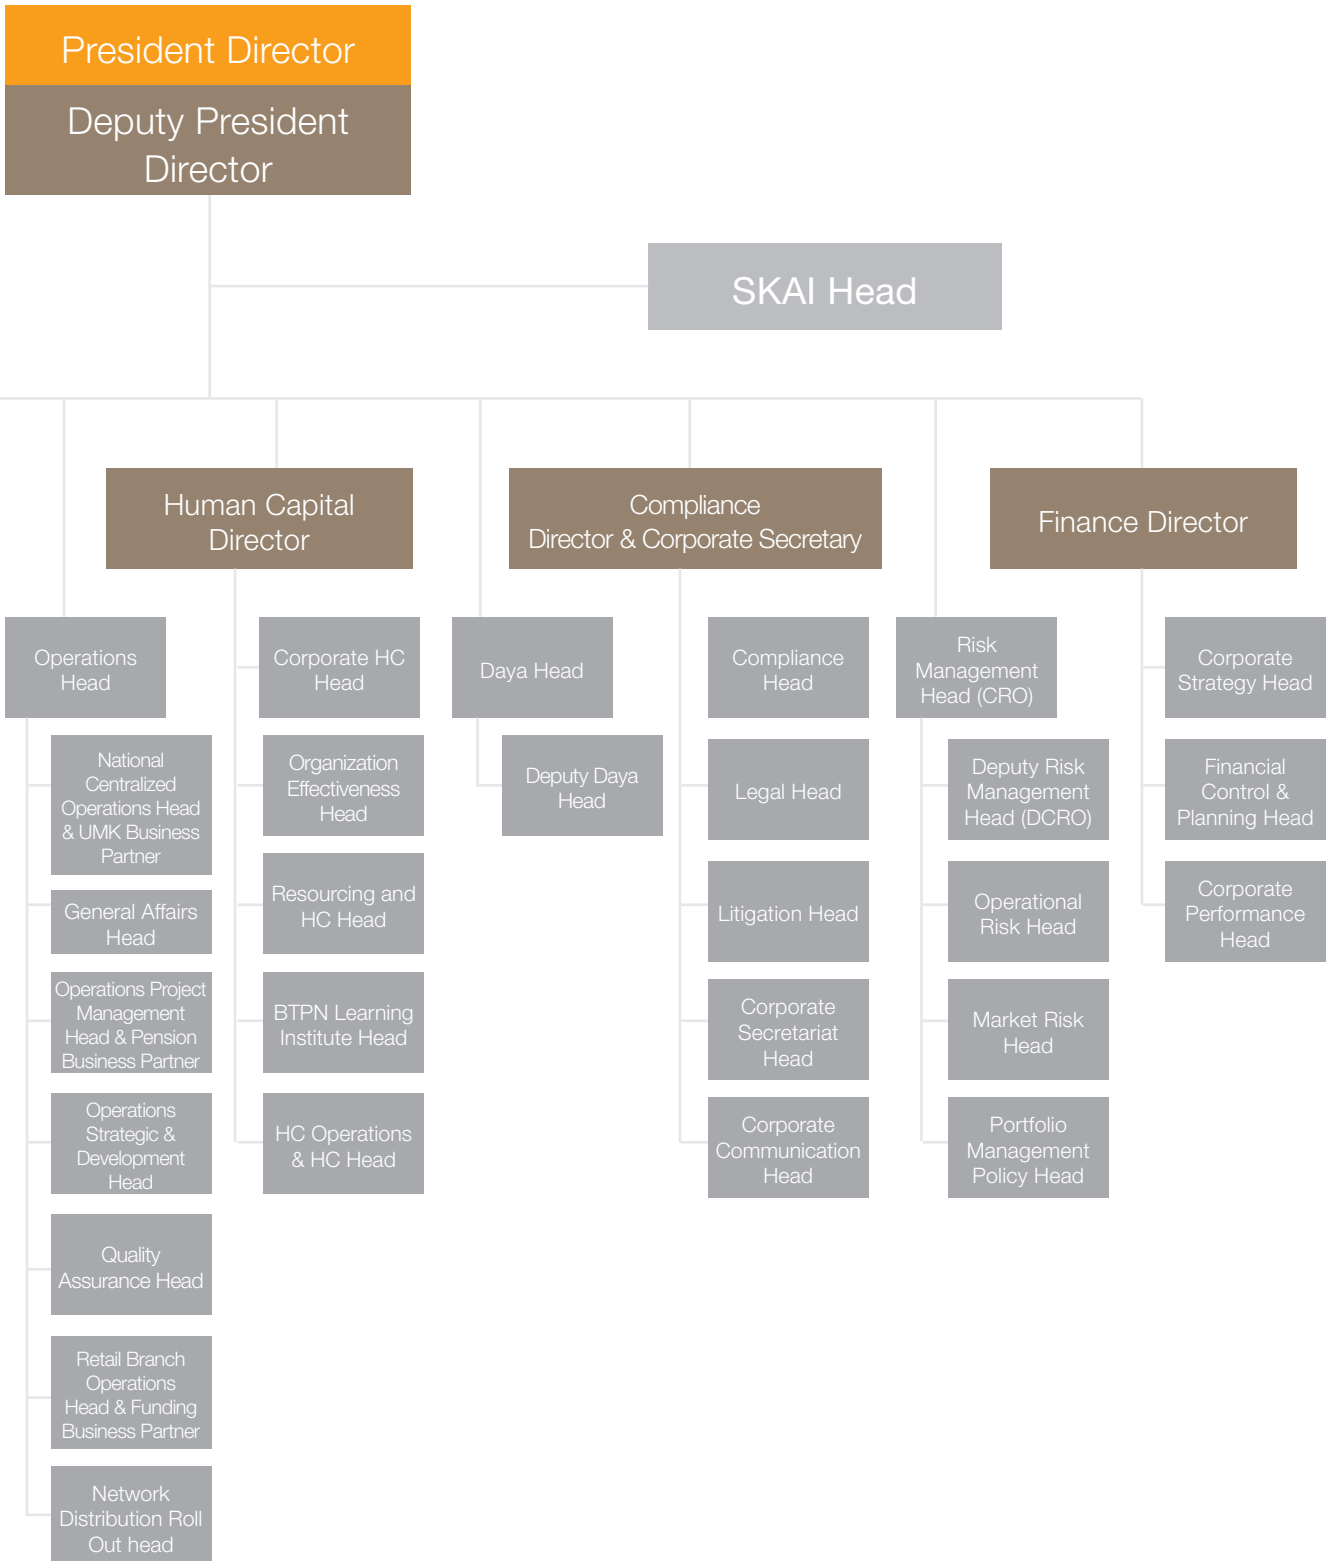 President Director
Deputy President
Director
SKAI Head
Human Capital
Director
Compliance
Director & Corporate Secretary
Finance Director
Operations
Head
National
Centralized
Operations Head
& UMK Business
Partner
General Affairs
Head
Operations Project
Management
Head & Pension
Business Partner
Operations
Strategic &
Development
Head
Quality
Assurance Head
Retail Branch
Operations
Head & Funding
Business Partner
Network
Distribution Roll
Out head
Corporate HC
Head
Organization
Effectiveness
Head
Resourcing and
HC Head
BTPN Learning
Institute Head
HC Operations
& HC Head
Daya Head
Deputy Daya
Head
Compliance
Head
Legal Head
Litigation Head
Corporate
Secretariat
Head
Corporate
Communication
Head
Risk
Management
Head (CRO)
Deputy Risk
Management
Head (DCRO)
Operational
Risk Head
Market Risk
Head
Portfolio
Management
Policy Head
Corporate
Strategy Head
Financial
Control &
Planning Head
Corporate
Performance
Head